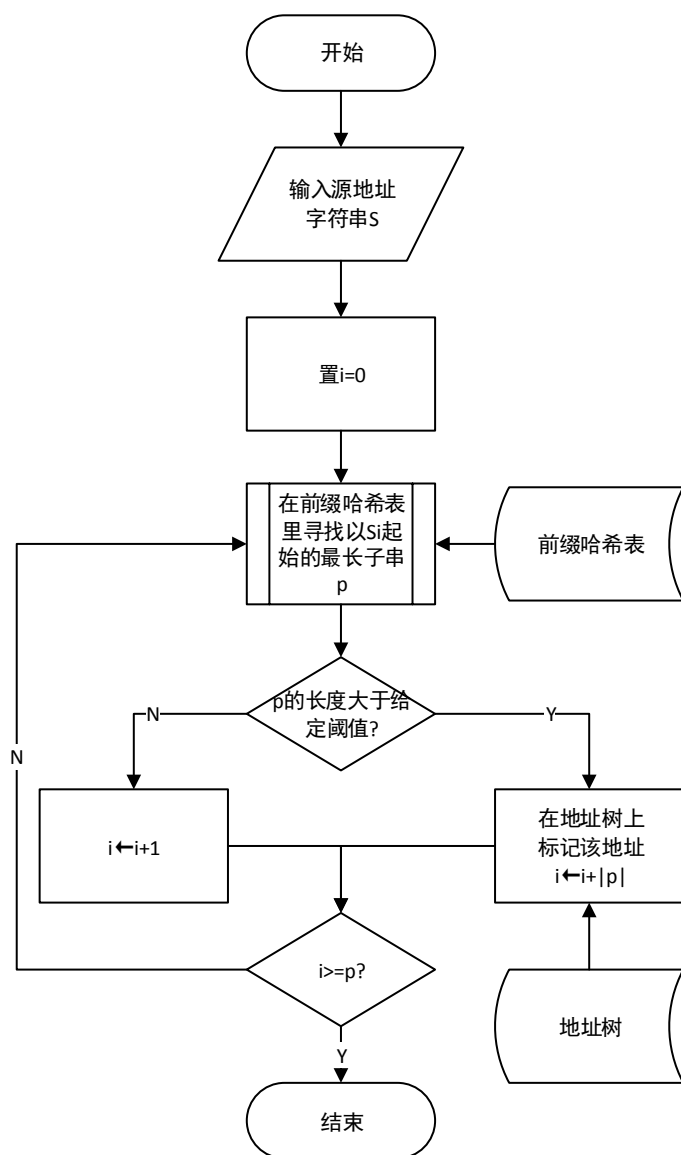 开始
输入源地址
字符串S
置i=0
在前缀哈希表
里寻找以Si起
始的最长子串
p
前缀哈希表
p的长度大于给
定阈值?
N
Y
N
i←i+1
在地址树上
标记该地址
i←i+|p|
i>=p?
地址树
Y
结束